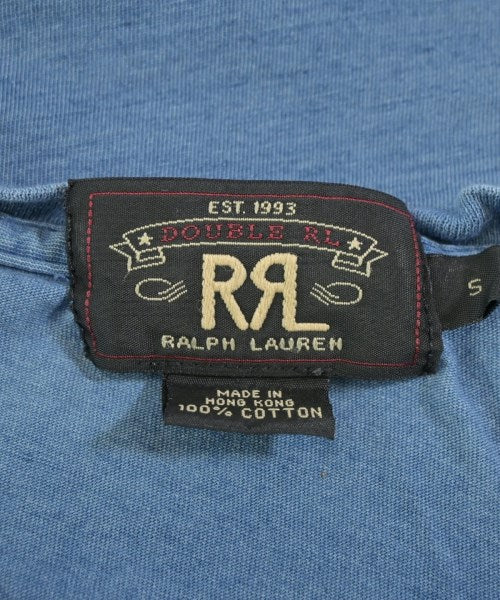 EST. 1993
DOUBLE RL
RRL
RALPH LAUREN
S
MADE IN
HONG KONG
100% COTTON